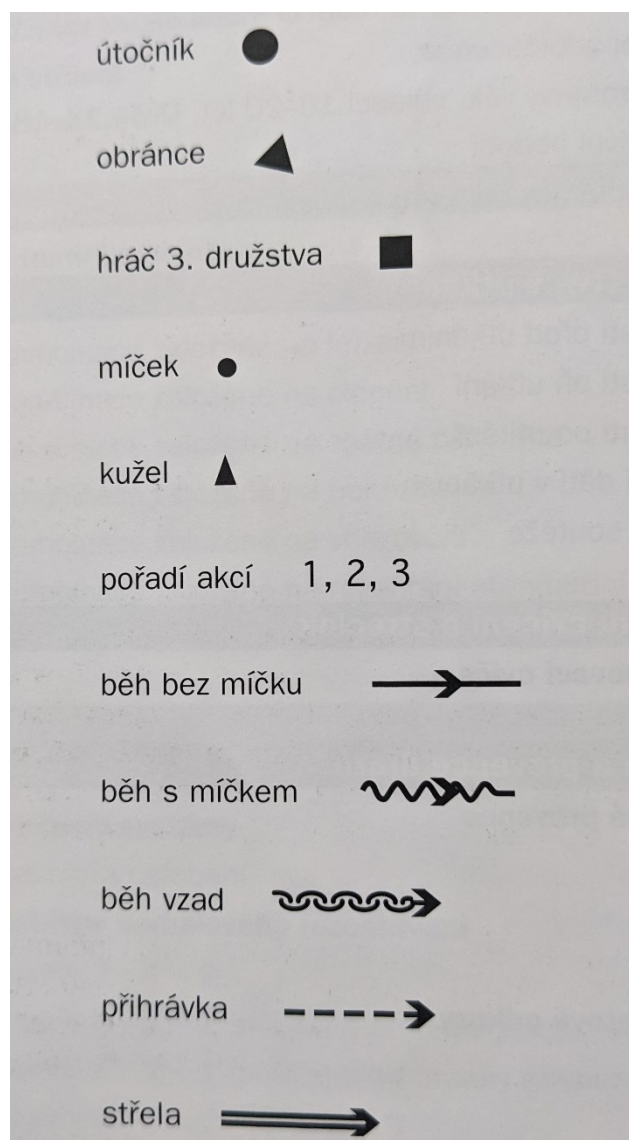 útočník
obránce
hráč 3. družstva
míček
kužel
pořadí akcí 1, 2, 3
běh bez míčku
běh s míčkem
běh vzad
přihrávka
střela